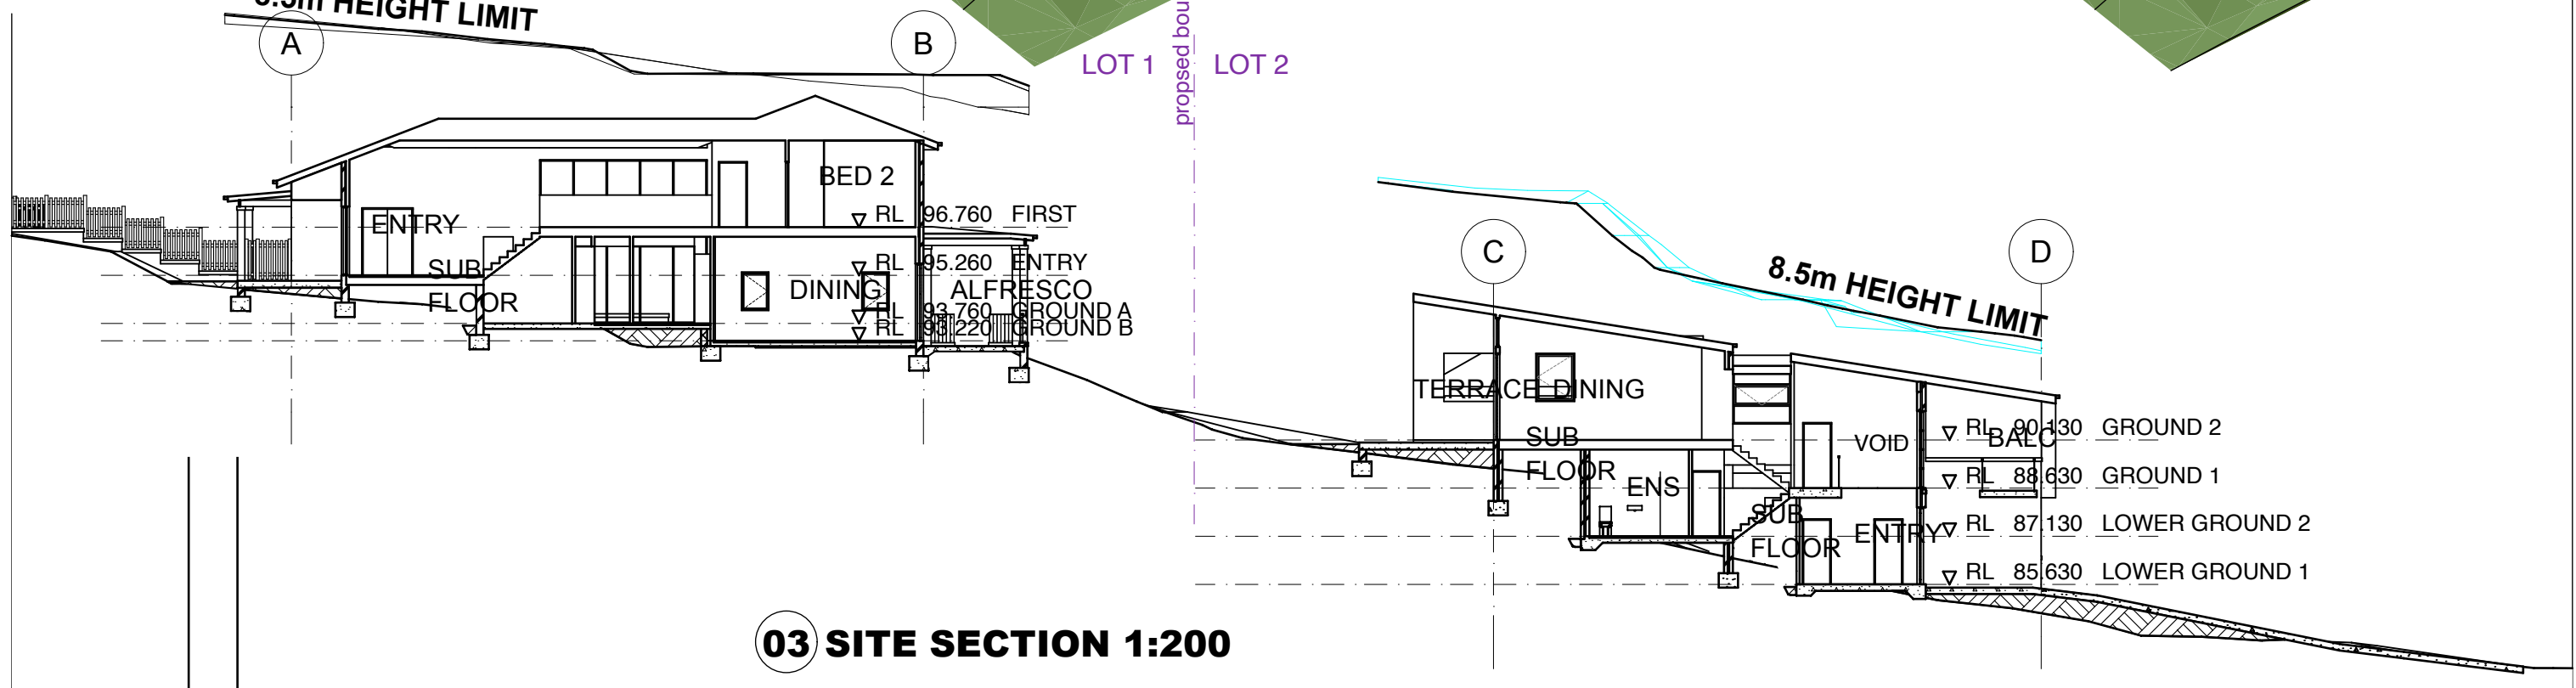 HEIGHT LIMIT
A
B
LOT 1
LOT 2
BED 2
RL 96.760 FIRST
ENTRY
RL 95.260 ENTRY
SUB
FLOOR
DINING
ALFRESCO
RL 93.760 GROUND A
RL 93.220 GROUND B
C
D
8.5m HEIGHT LIMIT
TERRACE DINING
SUB
FLOOR
ENS
VOID
BALC
RL 90.130 GROUND 2
RL 88.630 GROUND 1
SUB
FLOOR
ENTRY
RL 87.130 LOWER GROUND 2
RL 85.630 LOWER GROUND 1
03 SITE SECTION 1:200
proposed bou